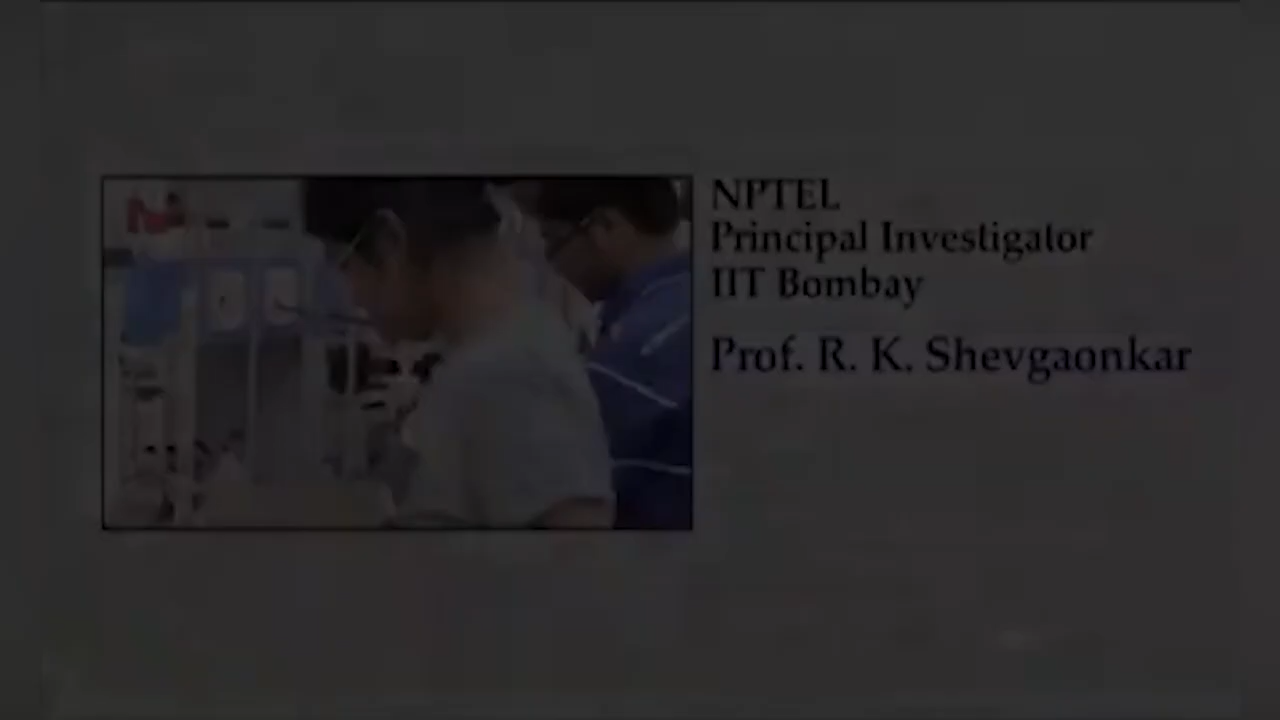 NPTEL
Principal Investigator
IIT Bombay
Prof. R. K. Shevgaonkar